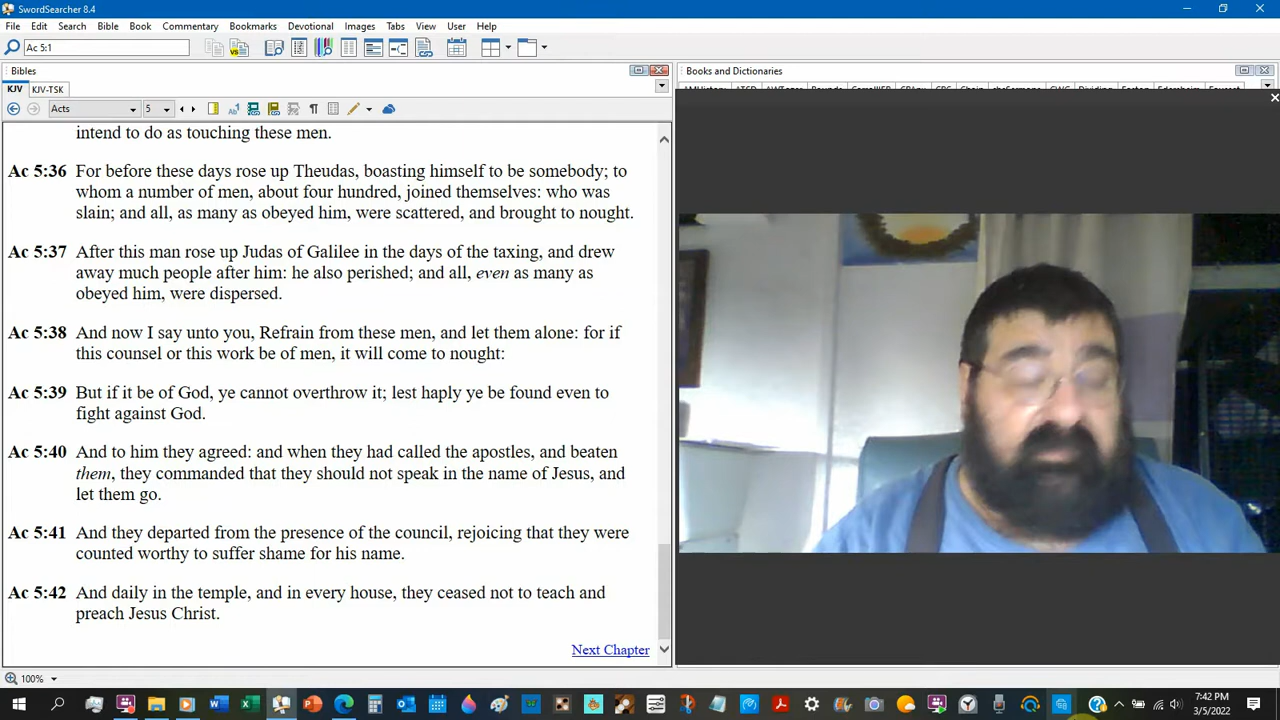 SwordSearcher 8.4
File Edit Search Bible Book Commentary Bookmarks Devotional Images Tabs View User Help
Ac 5:1
Bibles
Books and Dictionaries
KJV KJV-TSK
Acts 5
intend to do as touching these men.
Ac 5:36 For before these days rose up Theudas, boasting himself to be somebody; to
whom a number of men, about four hundred, joined themselves: who was
slain; and all, as many as obeyed him, were scattered, and brought to nought.
Ac 5:37 After this man rose up Judas of Galilee in the days of the taxing, and drew
away much people after him: he also perished; and all, even as many as
obeyed him, were dispersed.
Ac 5:38 And now I say unto you, Refrain from these men, and let them alone: for if
this counsel or this work be of men, it will come to nought:
Ac 5:39 But if it be of God, ye cannot overthrow it; lest haply ye be found even to
fight against God.
Ac 5:40 And to him they agreed: and when they had called the apostles, and beaten
them, they commanded that they should not speak in the name of Jesus, and
let them go.
Ac 5:41 And they departed from the presence of the council, rejoicing that they were
counted worthy to suffer shame for his name.
Ac 5:42 And daily in the temple, and in every house, they ceased not to teach and
preach Jesus Christ.
Next Chapter
100%
7:42 PM
3/5/2022